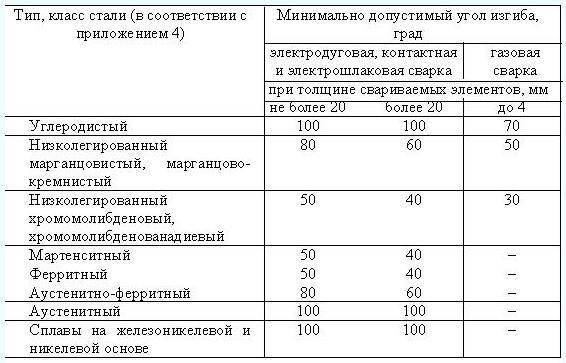 Тип, класс стали (в соответствии с приложением 4) Минимально допустимый угол изгиба, град
электродуговая, контактная и электрошлаковая сварка газовая сварка
при толщине свариваемых элементов, мм
не более 20 более 20 до 4
Углеродистый 100 100 70
Низколегированный 80 60 50
марганцовистый, марганцово-
кремнистый
Низколегированный 50 40 30
хромомолибденовый,
хромомолибденованадиевый
Мартенситный 50 40 –
Ферритный 50 40 –
Аустенитно-ферритный 80 60 –
Аустенитный 100 100 –
Сплавы на железоникелевой и 100 100 –
никелевой основе